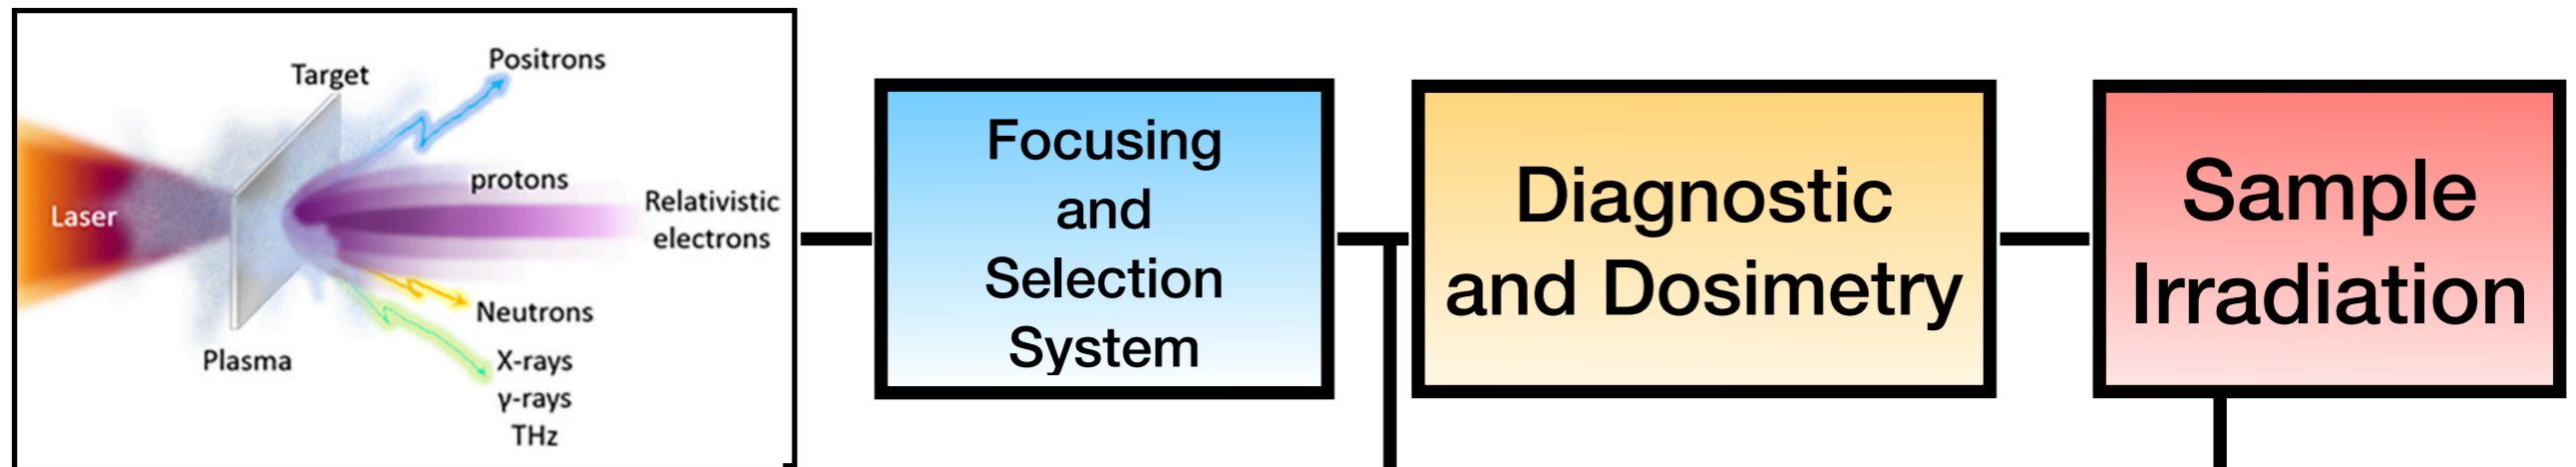 Target
Positrons
protons
Laser
Relativistic
electrons
Neutrons
Plasma
X-rays
γ-rays
THz
Focusing
and
Selection
System
Diagnostic
and Dosimetry
Sample
Irradiation